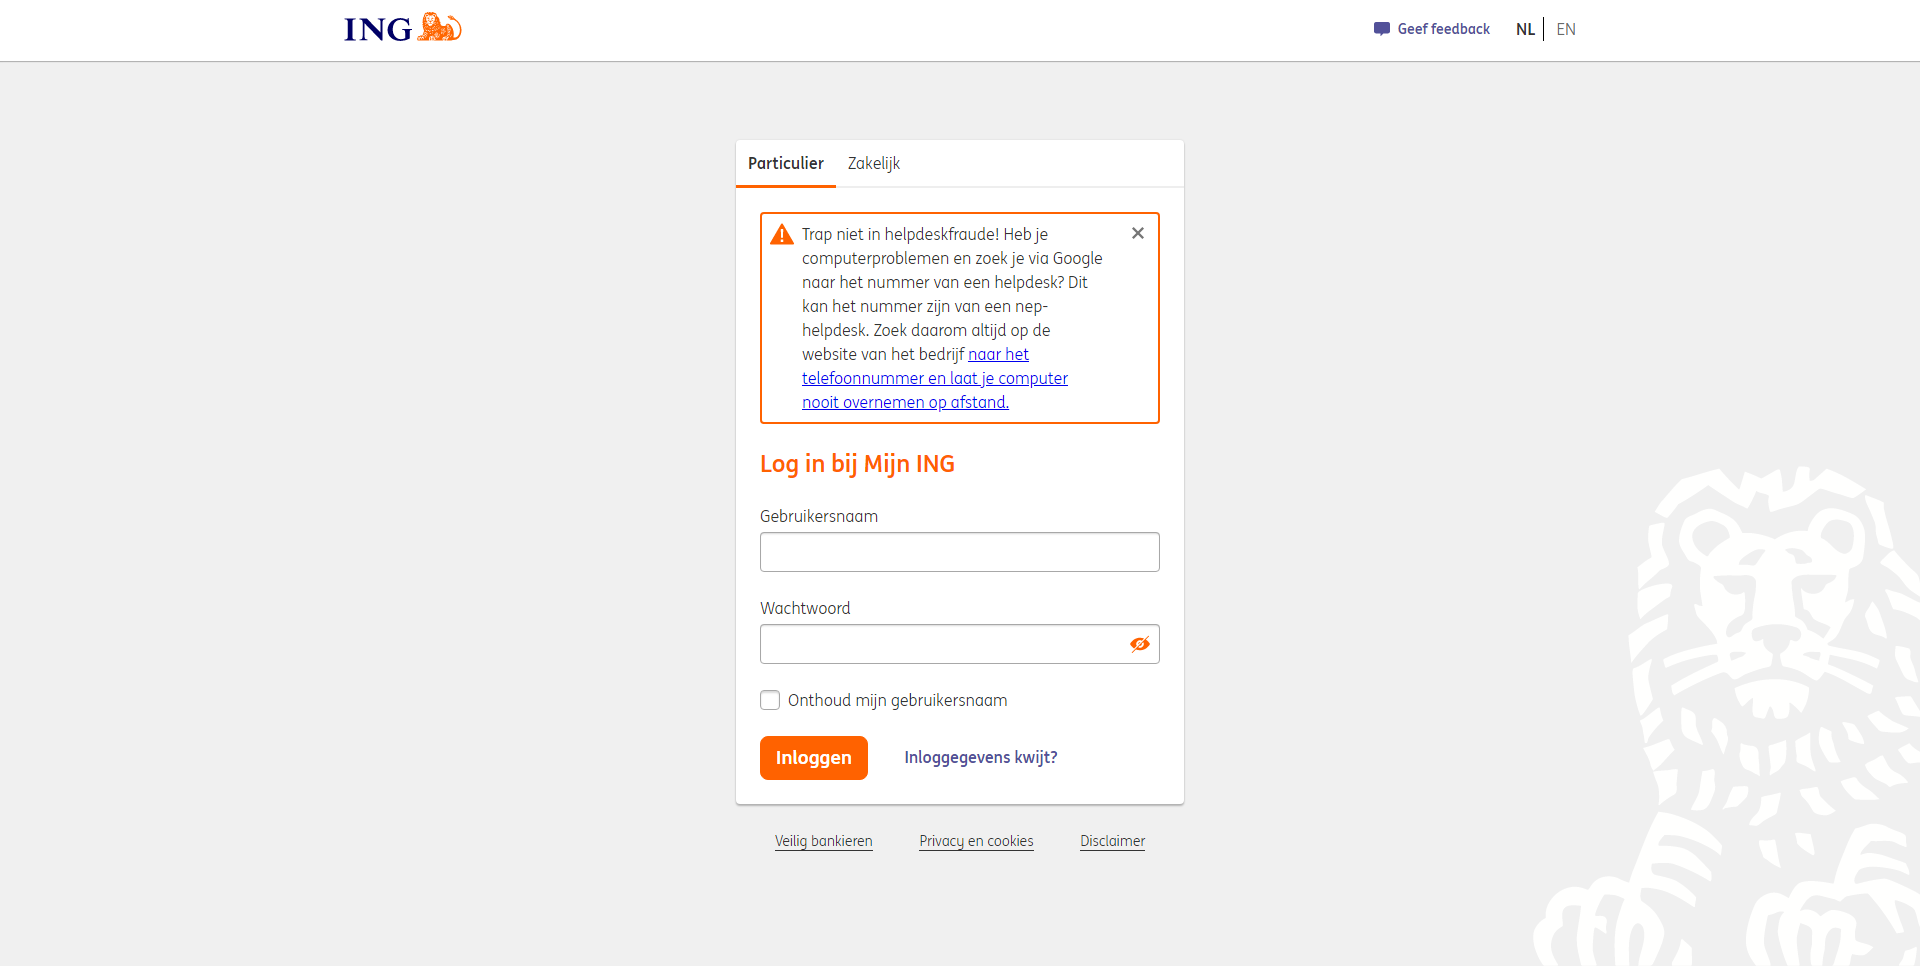 ING
Geef feedback
NL
EN
Particulier
Zakelijk
Trap niet in helpdeskfraude! Heb je
computerproblemen en zoek je via Google
naar het nummer van een helpdesk? Dit
kan het nummer zijn van een nep-
helpdesk. Zoek daarom altijd op de
website van het bedrijf naar het
telefoonnummer en laat je computer
nooit overnemen op afstand.
Log in bij Mijn ING
Gebruikersnaam
Wachtwoord
Onthoud mijn gebruikersnaam
Inloggen
Inloggegevens kwijt?
Veilig bankieren
Privacy en cookies
Disclaimer